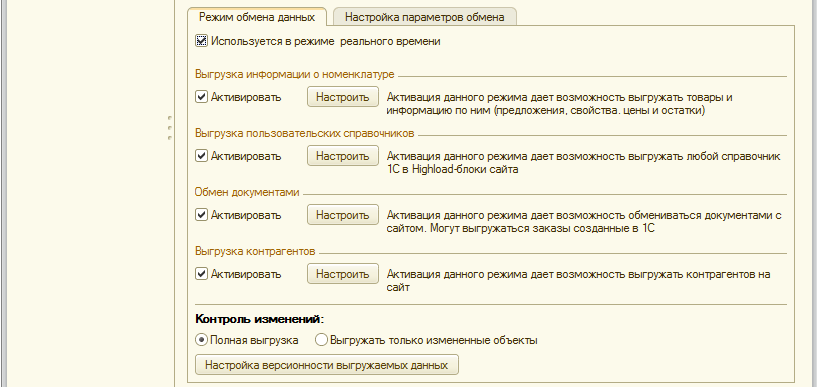 Режим обмена данных Настройка параметров обмена
Используется в режиме реального времени
Выгрузка информации о номенклатуре
Активировать Настроить Активация данного режима дает возможность выгружать товары и
информацию по ним (предложения, свойства. цены и остатки)
Выгрузка пользовательских справочников
Активировать Настроить Активация данного режима дает возможность выгружать любой справочник
1С в Highload-блоки сайта
Обмен документами
Активировать Настроить Активация данного режима дает возможность обмениваться документами с
сайтом. Могут выгружаться заказы созданные в 1С
Выгрузка контрагентов
Активировать Настроить Активация данного режима дает возможность выгружать контрагентов на
сайт
Контроль изменений:
Полная выгрузка Выгружать только измененные объекты
Настройка версионности выгружаемых данных